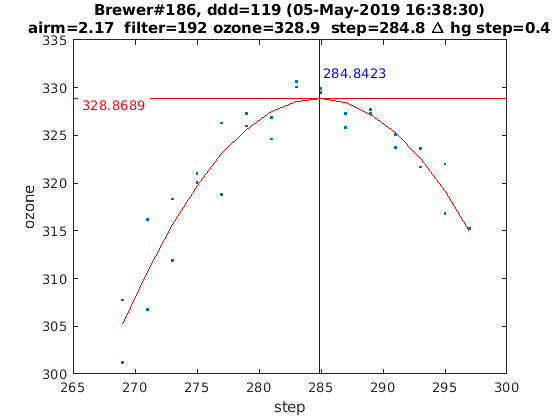 Brewer#186, ddd=119 (05-May-2019 16:38:30)
airm=2.17  filter=192 ozone=328.9  step=284.8 Δ hg step=0.4
335
330
325
320
315
310
305
300
ozone
328.8689
284.8423
265 270 275 280 285 290 295 300
step